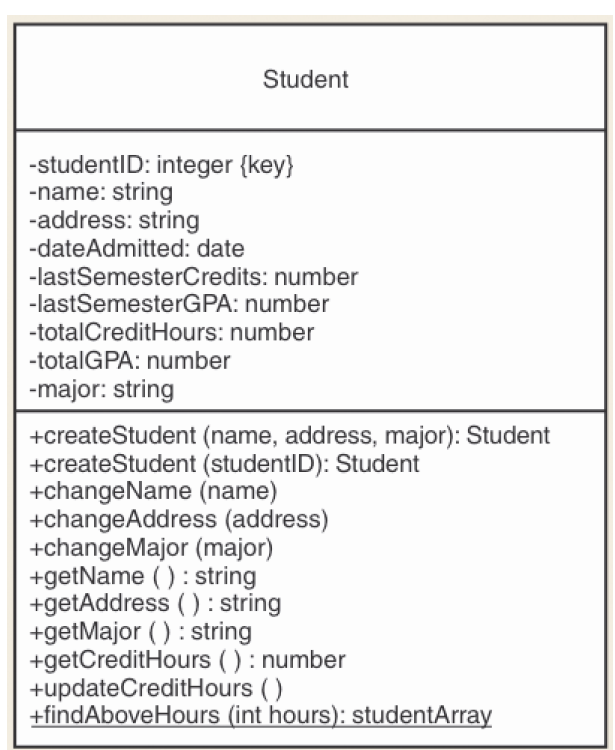 Student
-studentID: integer {key}
-name: string
-address: string
-dateAdmitted: date
-lastSemesterCredits: number
-lastSemesterGPA: number
-totalCreditHours: number
-totalGPA: number
-major: string
+createStudent (name, address, major): Student
+createStudent (studentID): Student
+changeName (name)
+changeAddress (address)
+changeMajor (major)
+getName ( ) : string
+getAddress ( ) : string
+getMajor ( ) : string
+getCreditHours ( ) : number
+updateCreditHours ( )
+findAboveHours (int hours): studentArray